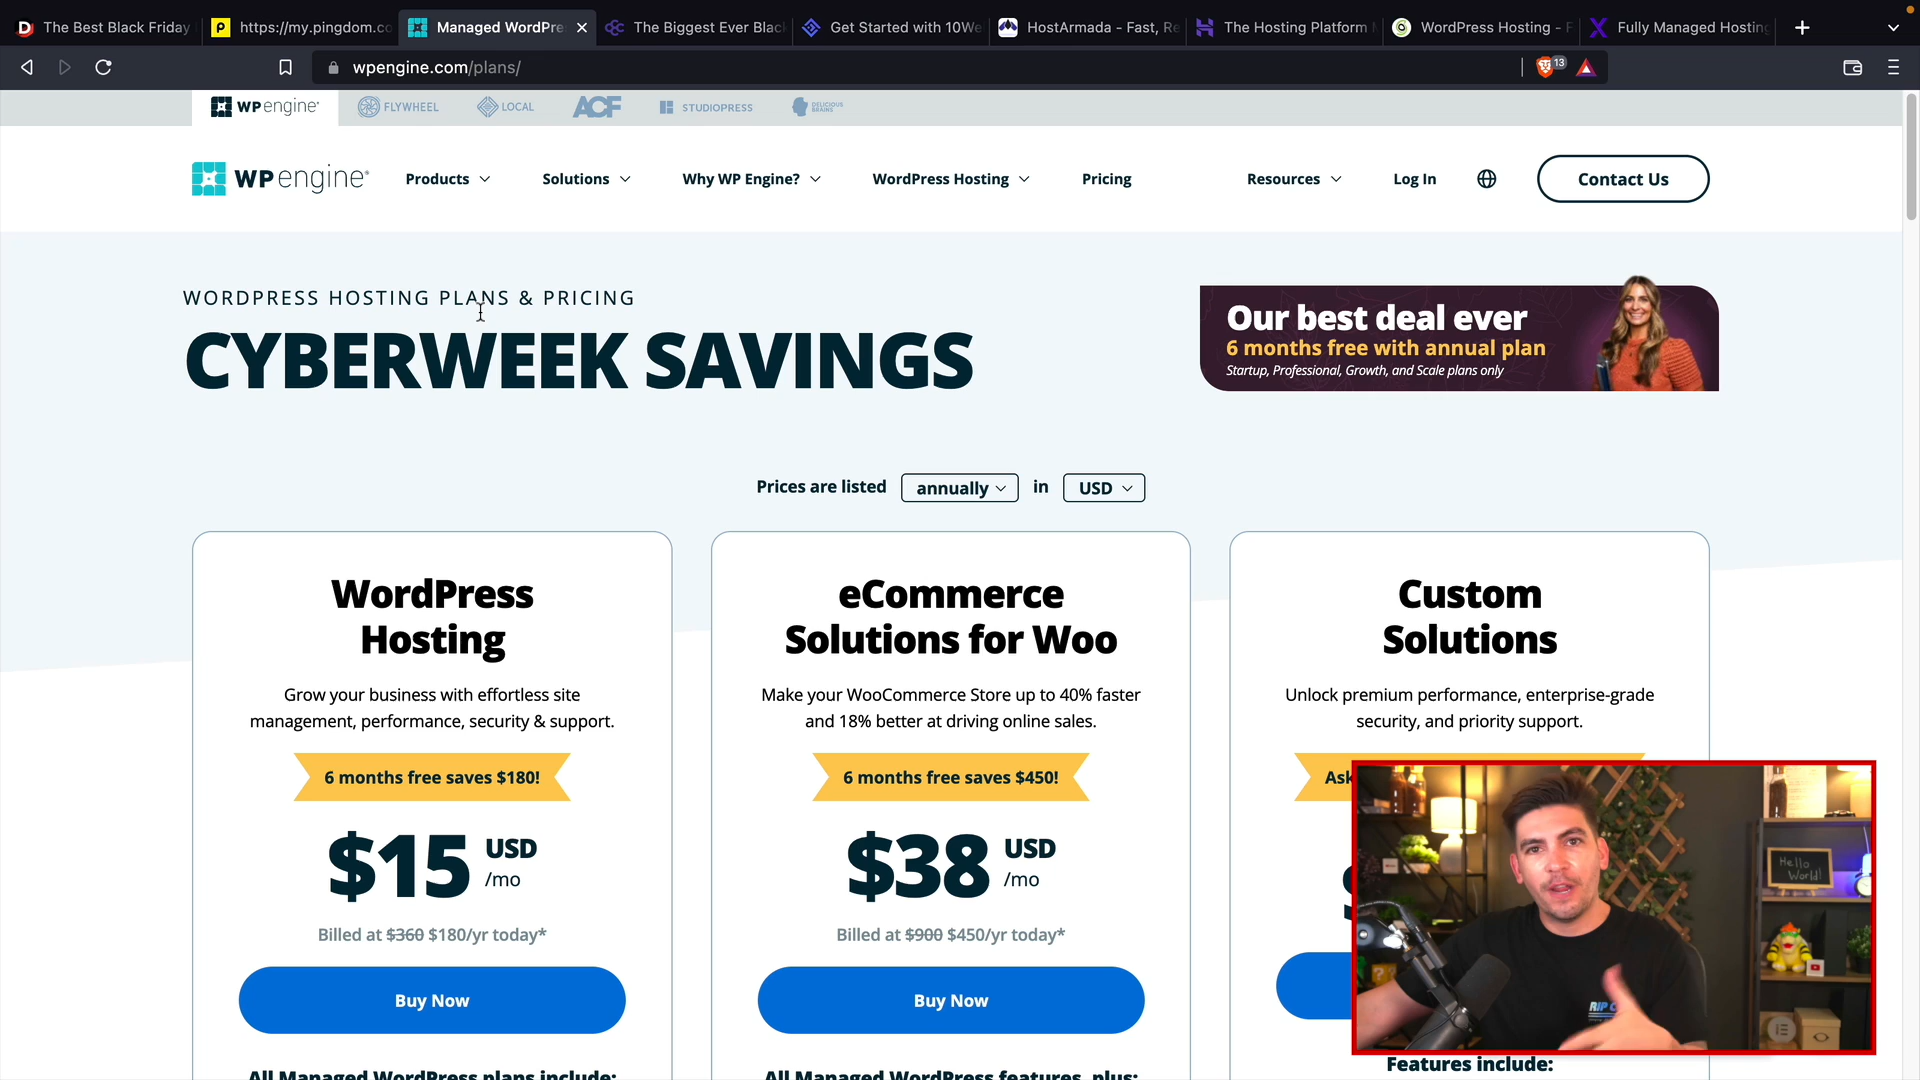 The Best Black Friday
https://my.pingdom.co
Managed WordPre
The Biggest Ever Blac
Get Started with 10We
HostArmada - Fast, Re
The Hosting Platform
WordPress Hosting - F
Fully Managed Hosting
wpengine.com/plans/
13
WP engine
FLYWHEEL
LOCAL
ACF
STUDIOPRESS
DELICIOUS
BRAINS
WP engine
Products
Solutions
Why WP Engine?
WordPress Hosting
Pricing
Resources
Log In
Contact Us
WORDPRESS HOSTING PLANS & PRICING
CYBERWEEK SAVINGS
Our best deal ever
6 months free with annual plan
Startup, Professional, Growth, and Scale plans only
Prices are listed annually in USD
WordPress
Hosting
Grow your business with effortless site
management, performance, security & support.
6 months free saves $180!
$15 USD
/mo
Billed at $360 $180/yr today*
Buy Now
All Managed WordPress plans include:
eCommerce
Solutions for Woo
Make your WooCommerce Store up to 40% faster
and 18% better at driving online sales.
6 months free saves $450!
$38 USD
/mo
Billed at $900 $450/yr today*
Buy Now
All Managed WordPress features, plus:
Custom
Solutions
Unlock premium performance, enterprise-grade
security, and priority support.
Ask
Features include:
Hello
World!